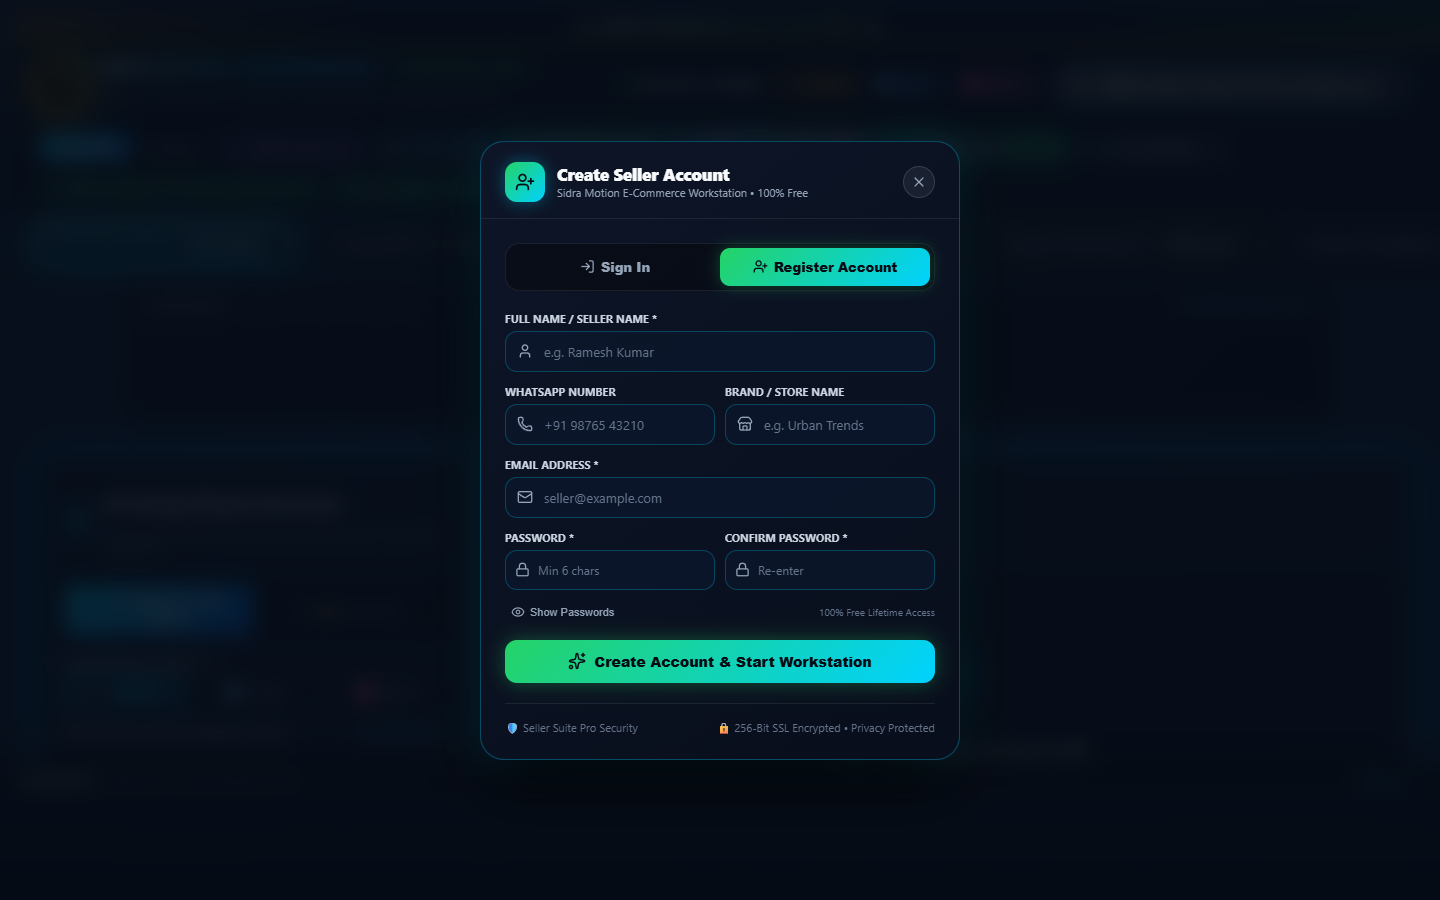 Create Seller Account
Sidra Motion E-Commerce Workstation • 100% Free
Sign In
Register Account
FULL NAME / SELLER NAME *
e.g. Ramesh Kumar
WHATSAPP NUMBER
BRAND / STORE NAME
+91 98765 43210
e.g. Urban Trends
EMAIL ADDRESS *
seller@example.com
PASSWORD *
CONFIRM PASSWORD *
Min 6 chars
Re-enter
Show Passwords
100% Free Lifetime Access
Create Account & Start Workstation
Seller Suite Pro Security
256-Bit SSL Encrypted • Privacy Protected